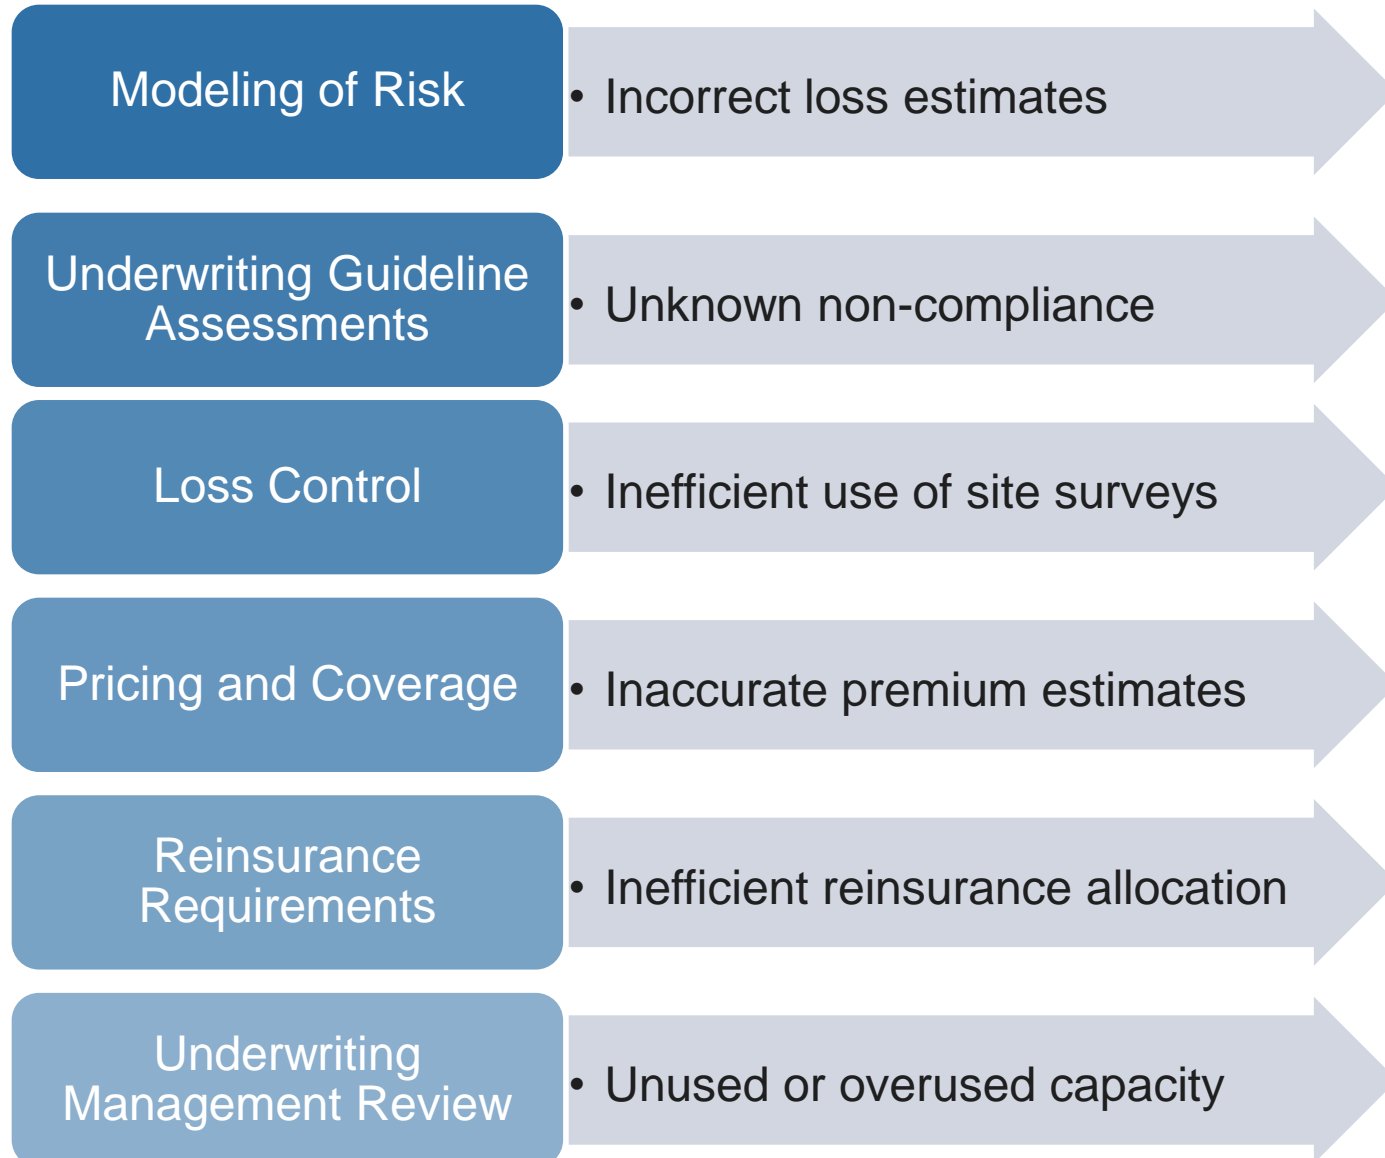 Modeling of Risk
• Incorrect loss estimates
Underwriting Guideline
Assessments
• Unknown non-compliance
Loss Control
• Inefficient use of site surveys
Pricing and Coverage
• Inaccurate premium estimates
Reinsurance
Requirements
• Inefficient reinsurance allocation
Underwriting
Management Review
• Unused or overused capacity